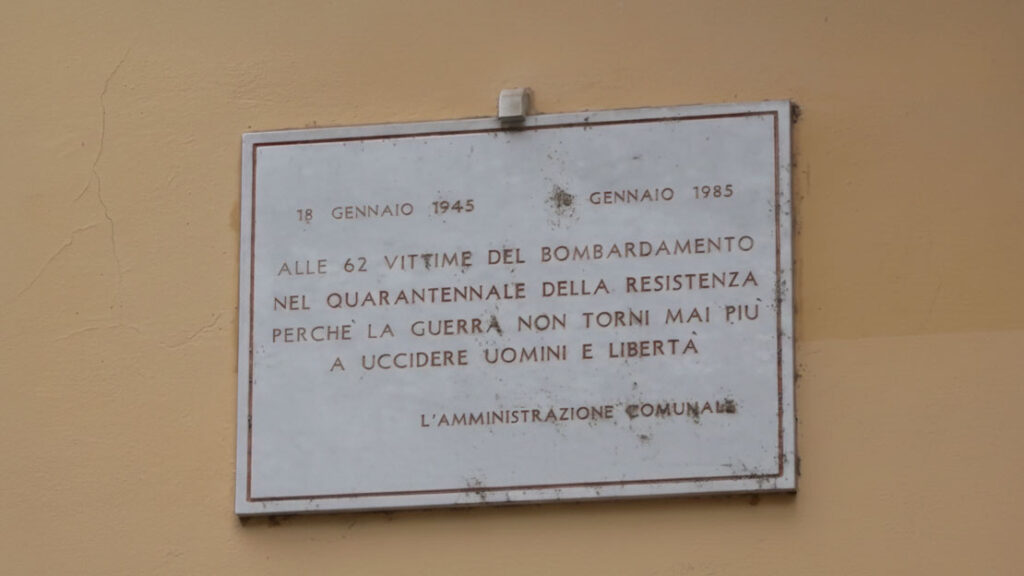 18 GENNAIO 1945 GENNAIO 1985
ALLE 62 VITTIME DEL BOMBARDAMENTO
NEL QUARANTENNALE DELLA RESISTENZA
PERCHÈ LA GUERRA NON TORNI MAI PIÙ
A UCCIDERE UOMINI E LIBERTÀ
L'AMMINISTRAZIONE COMUNALE